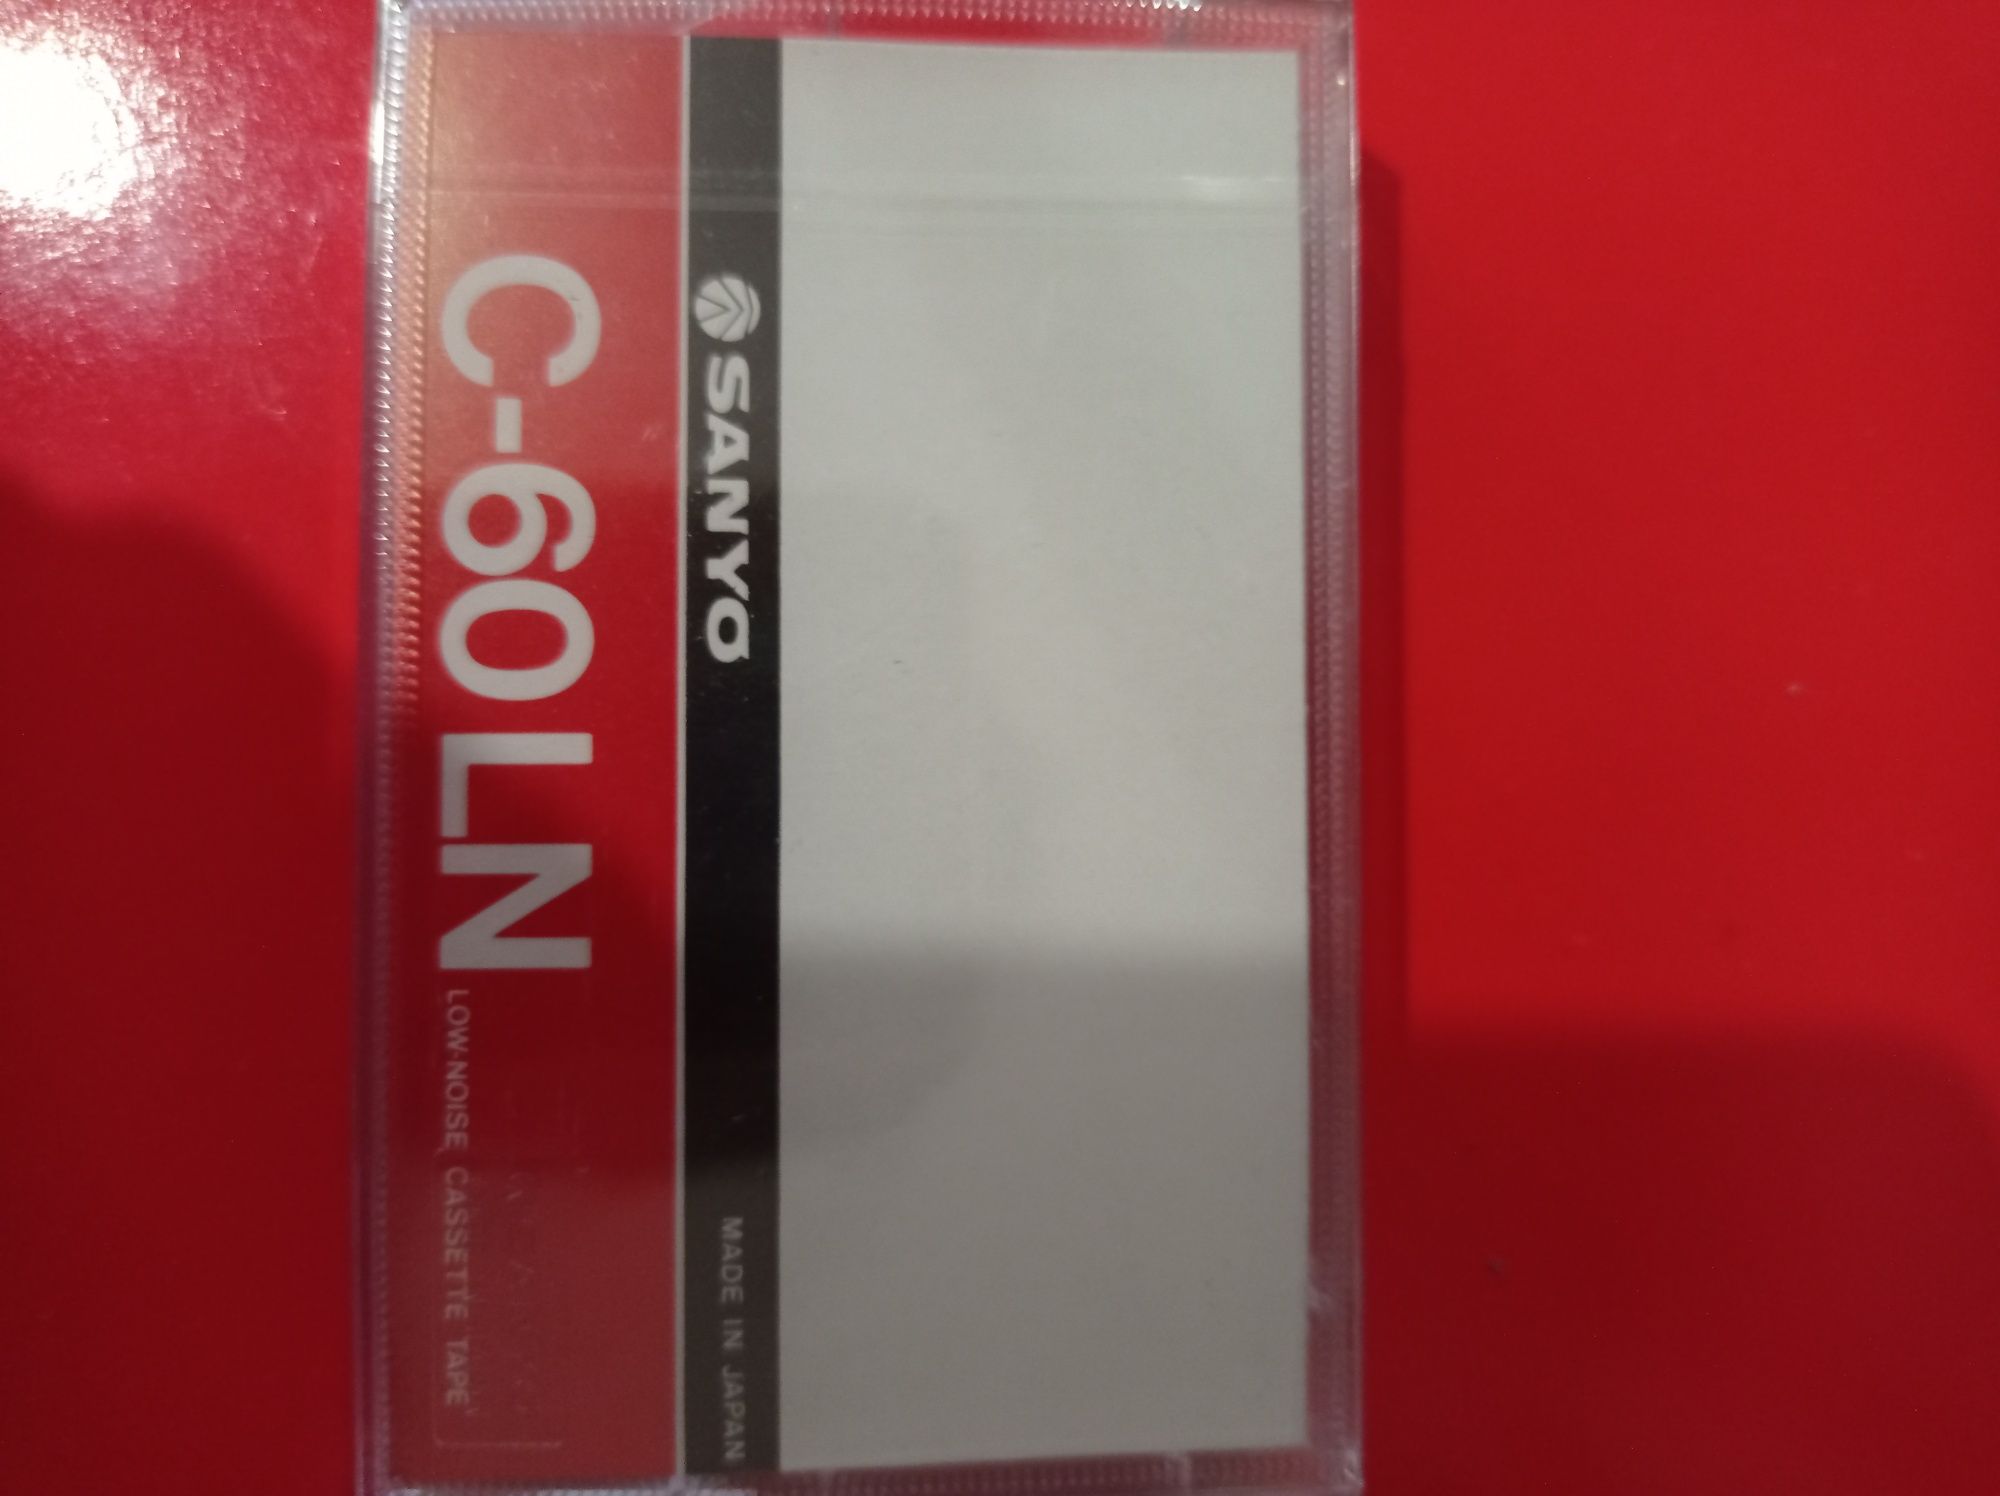 SANYO MADE IN JAPAN
C-60 LN LOW-NOISE CASSETTE TAPE